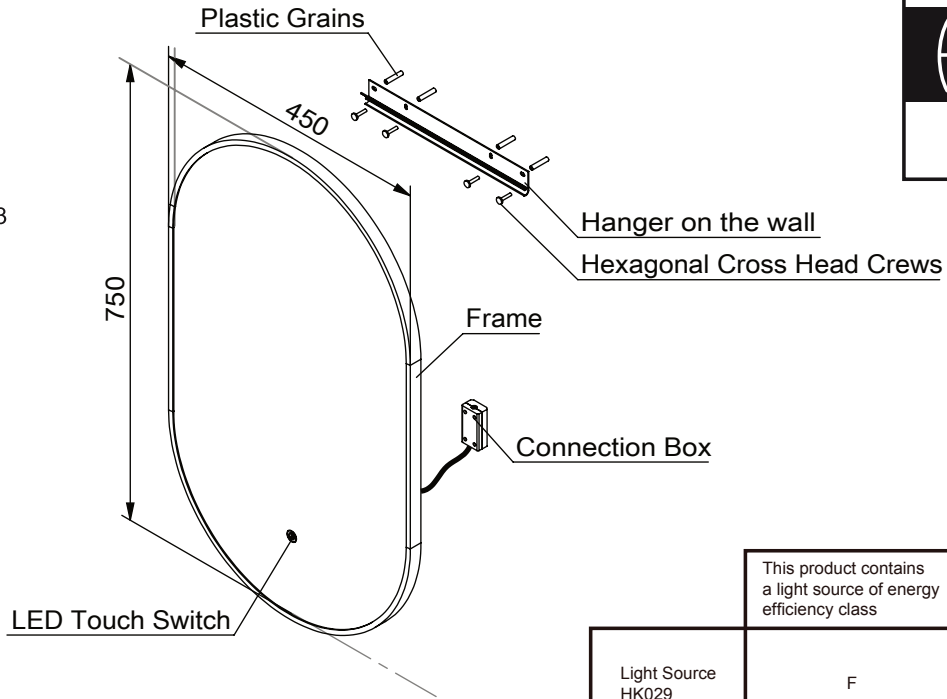 Plastic Grains
450
Hanger on the wall
Hexagonal Cross Head Crews
750
Frame
Connection Box
LED Touch Switch
This product contains
a light source of energy
efficiency class
Light Source
HK029
F